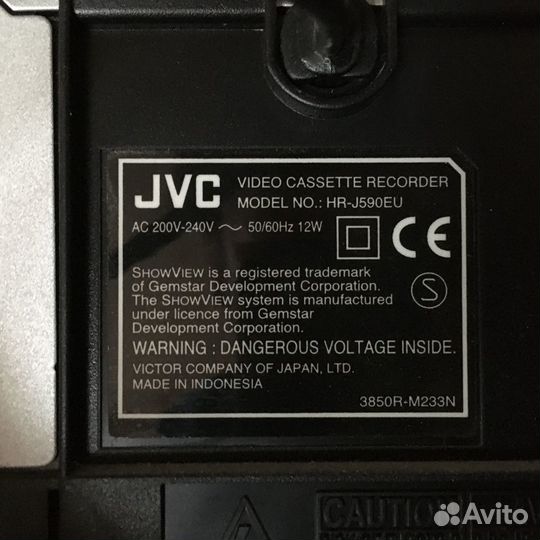 JVC VIDEO CASSETTE RECORDER
MODEL NO.: HR-J590EU
AC 200V-240V ~ 50/60Hz 12W
CE
SHOWVIEW is a registered trademark
of Gemstar Development Corporation.
The SHOWVIEW system is manufactured
under licence from Gemstar
Development Corporation.
S
WARNING : DANGEROUS VOLTAGE INSIDE.
VICTOR COMPANY OF JAPAN, LTD.
MADE IN INDONESIA
3850R-M233N
CAUTION
Avito